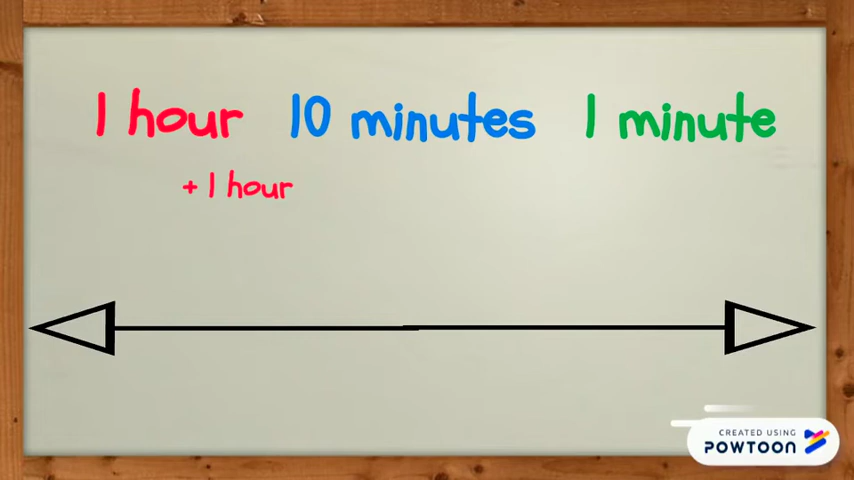 1 hour 10 minutes 1 minute
+ 1 hour
CREATED USING
POWTOON